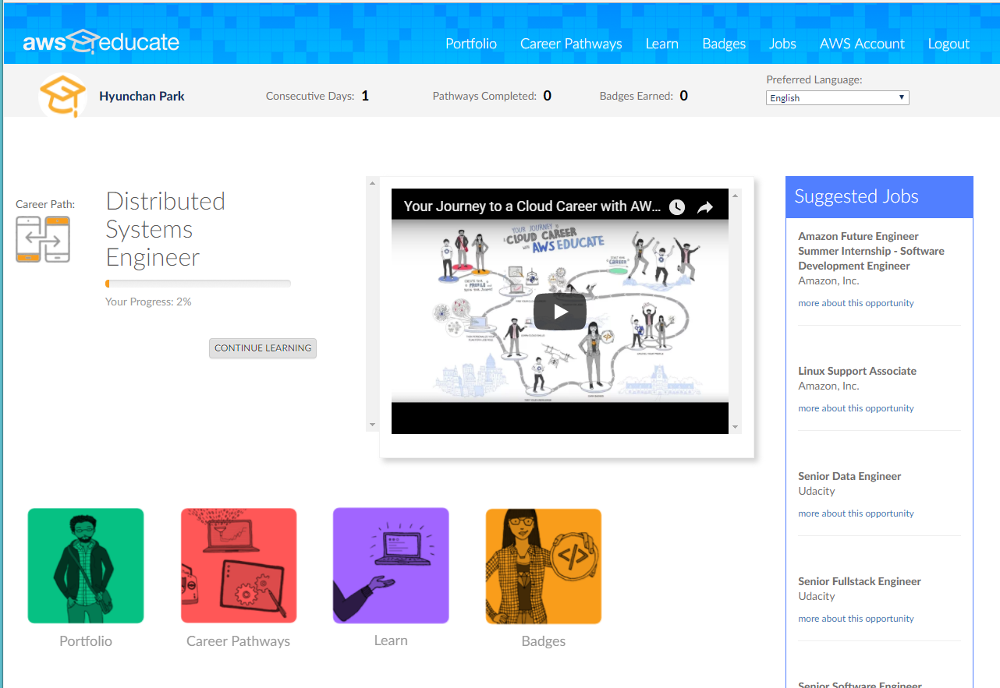 aws educate
Portfolio Career Pathways Learn Badges Jobs AWS Account Logout
Hyunchan Park
Consecutive Days: 1
Pathways Completed: 0
Badges Earned: 0
Preferred Language:
English
Career Path:
Distributed
Systems
Engineer
Your Progress: 2%
CONTINUE LEARNING
Your Journey to a Cloud Career with AW...
YOUR JOURNEY to
a CLOUD CAREER
with AWS EDUCATE
START YOUR
CAREER
CREATE YOUR
PROFILE
Suggested Jobs
Amazon Future Engineer
Summer Internship - Software
Development Engineer
Amazon, Inc.
more about this opportunity
Linux Support Associate
Amazon, Inc.
more about this opportunity
Senior Data Engineer
Udacity
more about this opportunity
Senior Fullstack Engineer
Udacity
more about this opportunity
Senior Software Engineer
</> 
Portfolio
Career Pathways
Learn
Badges